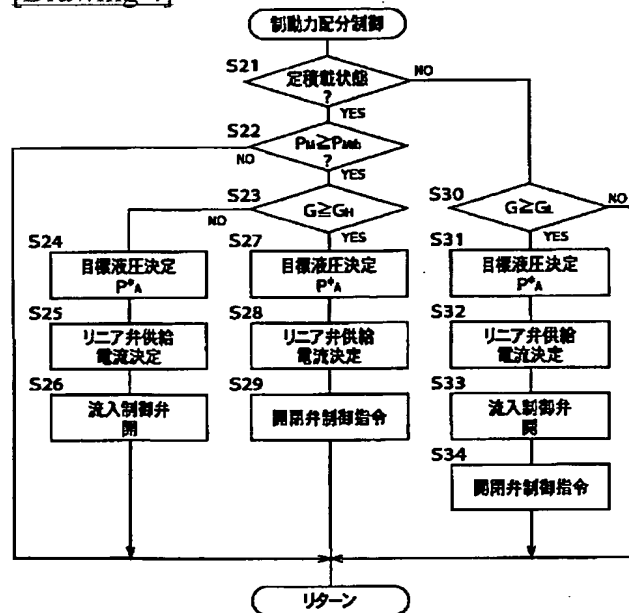 制動力配分制御
S21
定積載状態
?
NO
YES
S22
?
NO
YES
S23
G≧GH
NO
YES
S30
G≧GL
NO
YES
S24
目標液圧決定
P*A
S25
リニア弁供給
電流決定
S26
流入制御弁
開
S27
目標液圧決定
P*A
S28
リニア弁供給
電流決定
S29
開閉弁制御指令
S31
目標液圧決定
P*A
S32
リニア弁供給
電流決定
S33
流入制御弁
S34
開閉弁制御指令
リターン